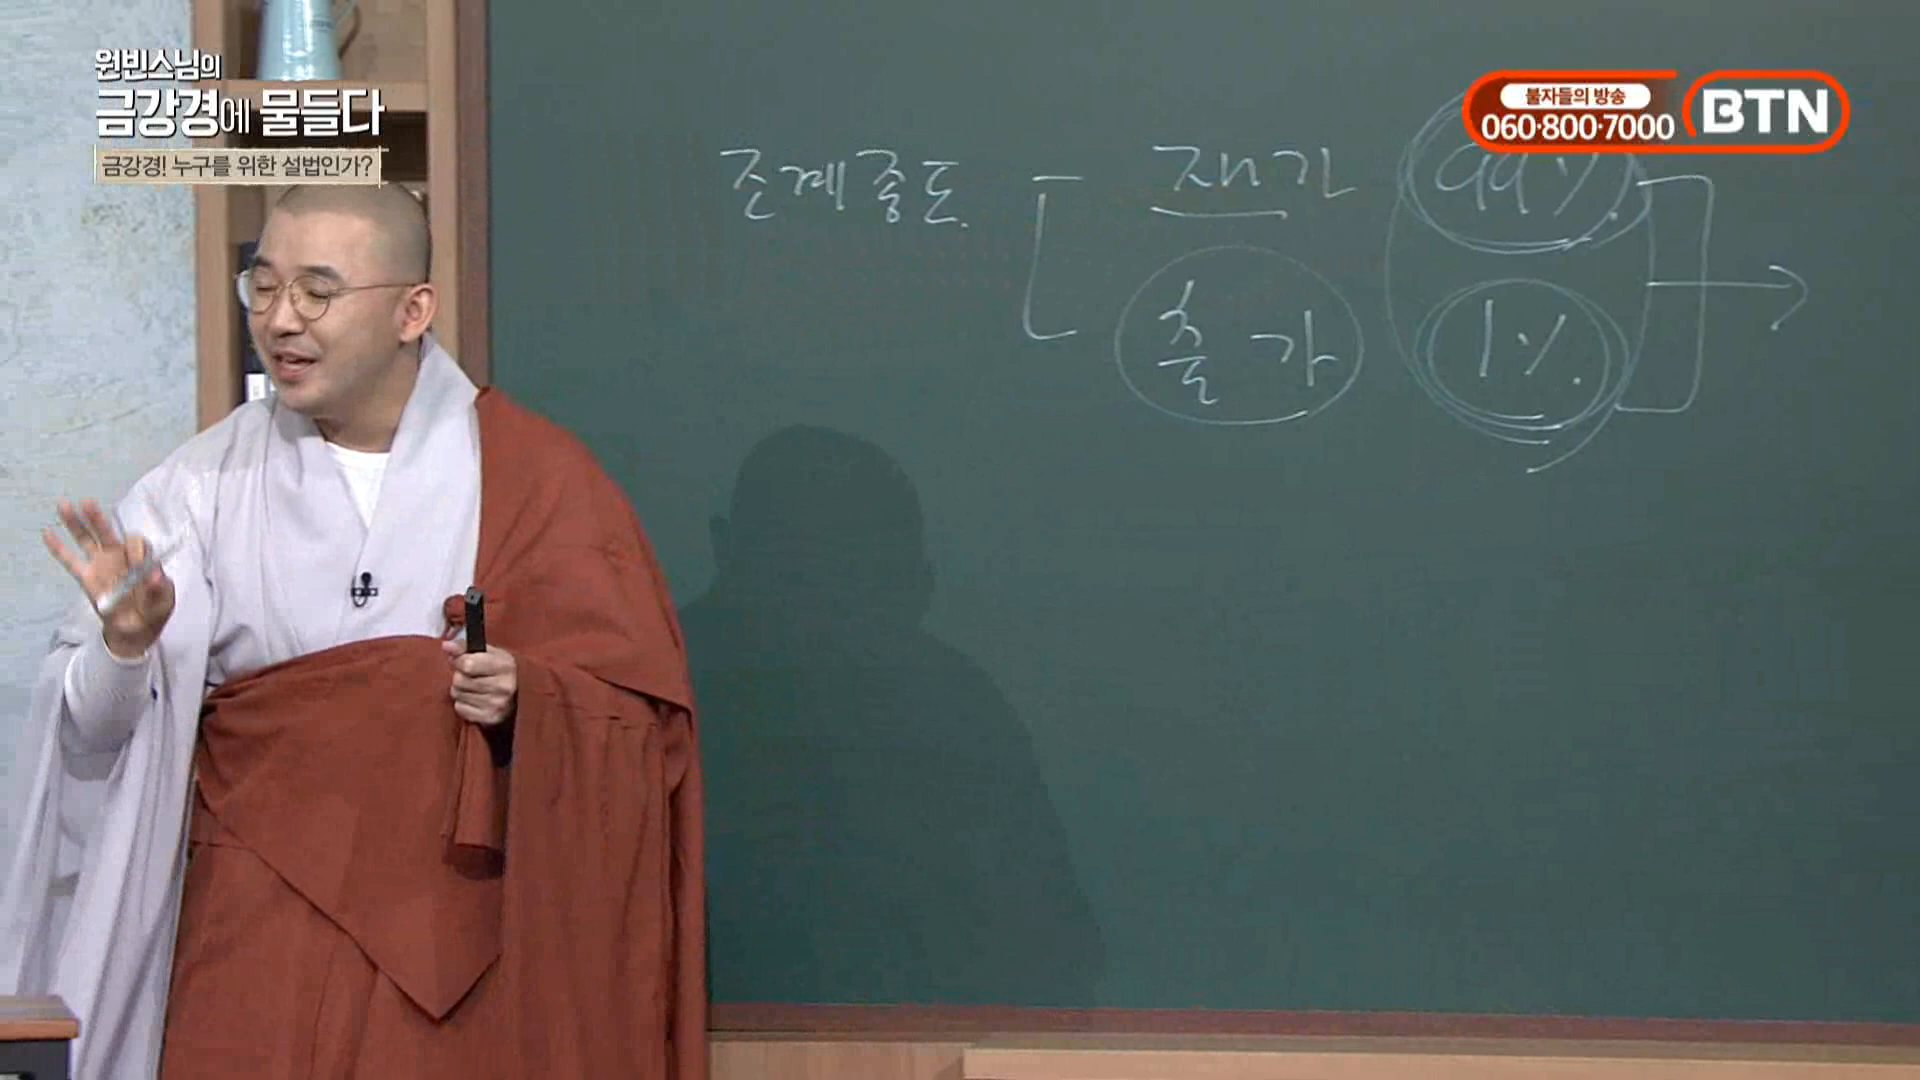 원빈스님의
금강경에 물들다
금강경! 누구를 위한 설법인가?
불자들의 방송
060·800·7000
BTN
조계종도. 재가 99%.
출가 1%.